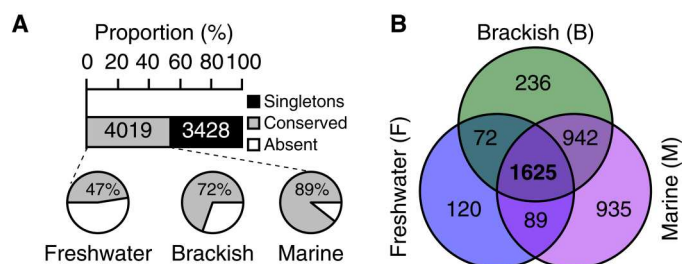 A
Proportion (%)
0 20 40 60 80 100
Singletons
4019 3428
Conserved
Absent
47% 72% 89%
Freshwater Brackish Marine
B
Brackish (B)
236
72 942
1625
Freshwater (F)
120 89 935
Marine (M)